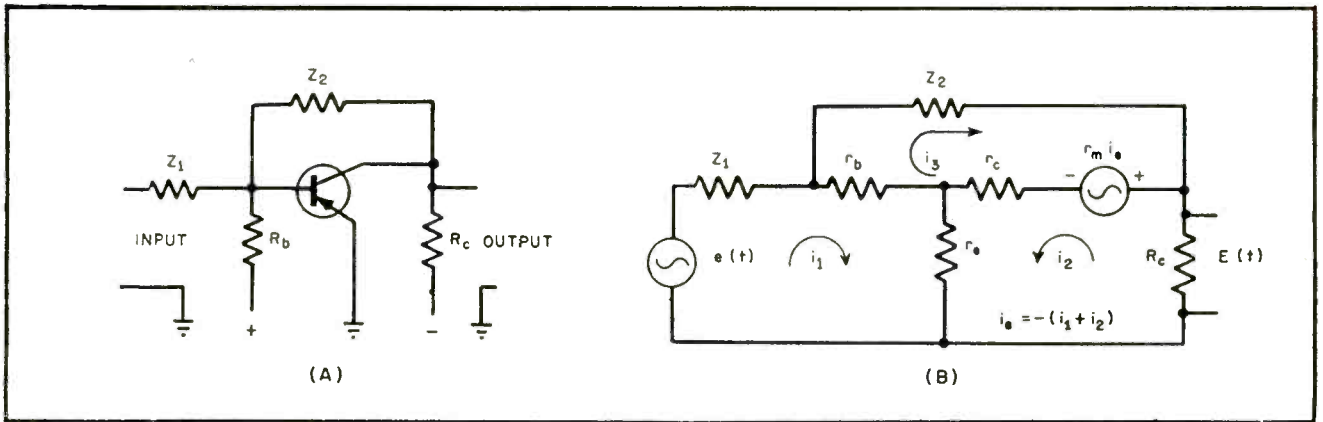 Z2
Z1
INPUT
Rb
Rc OUTPUT
+
−
(A)
Z2
Z1
rb
i3
rc
rm ie
−
+
e (t)
i1
re
i2
Rc
E (t)
ie = −(i1 + i2)
(B)